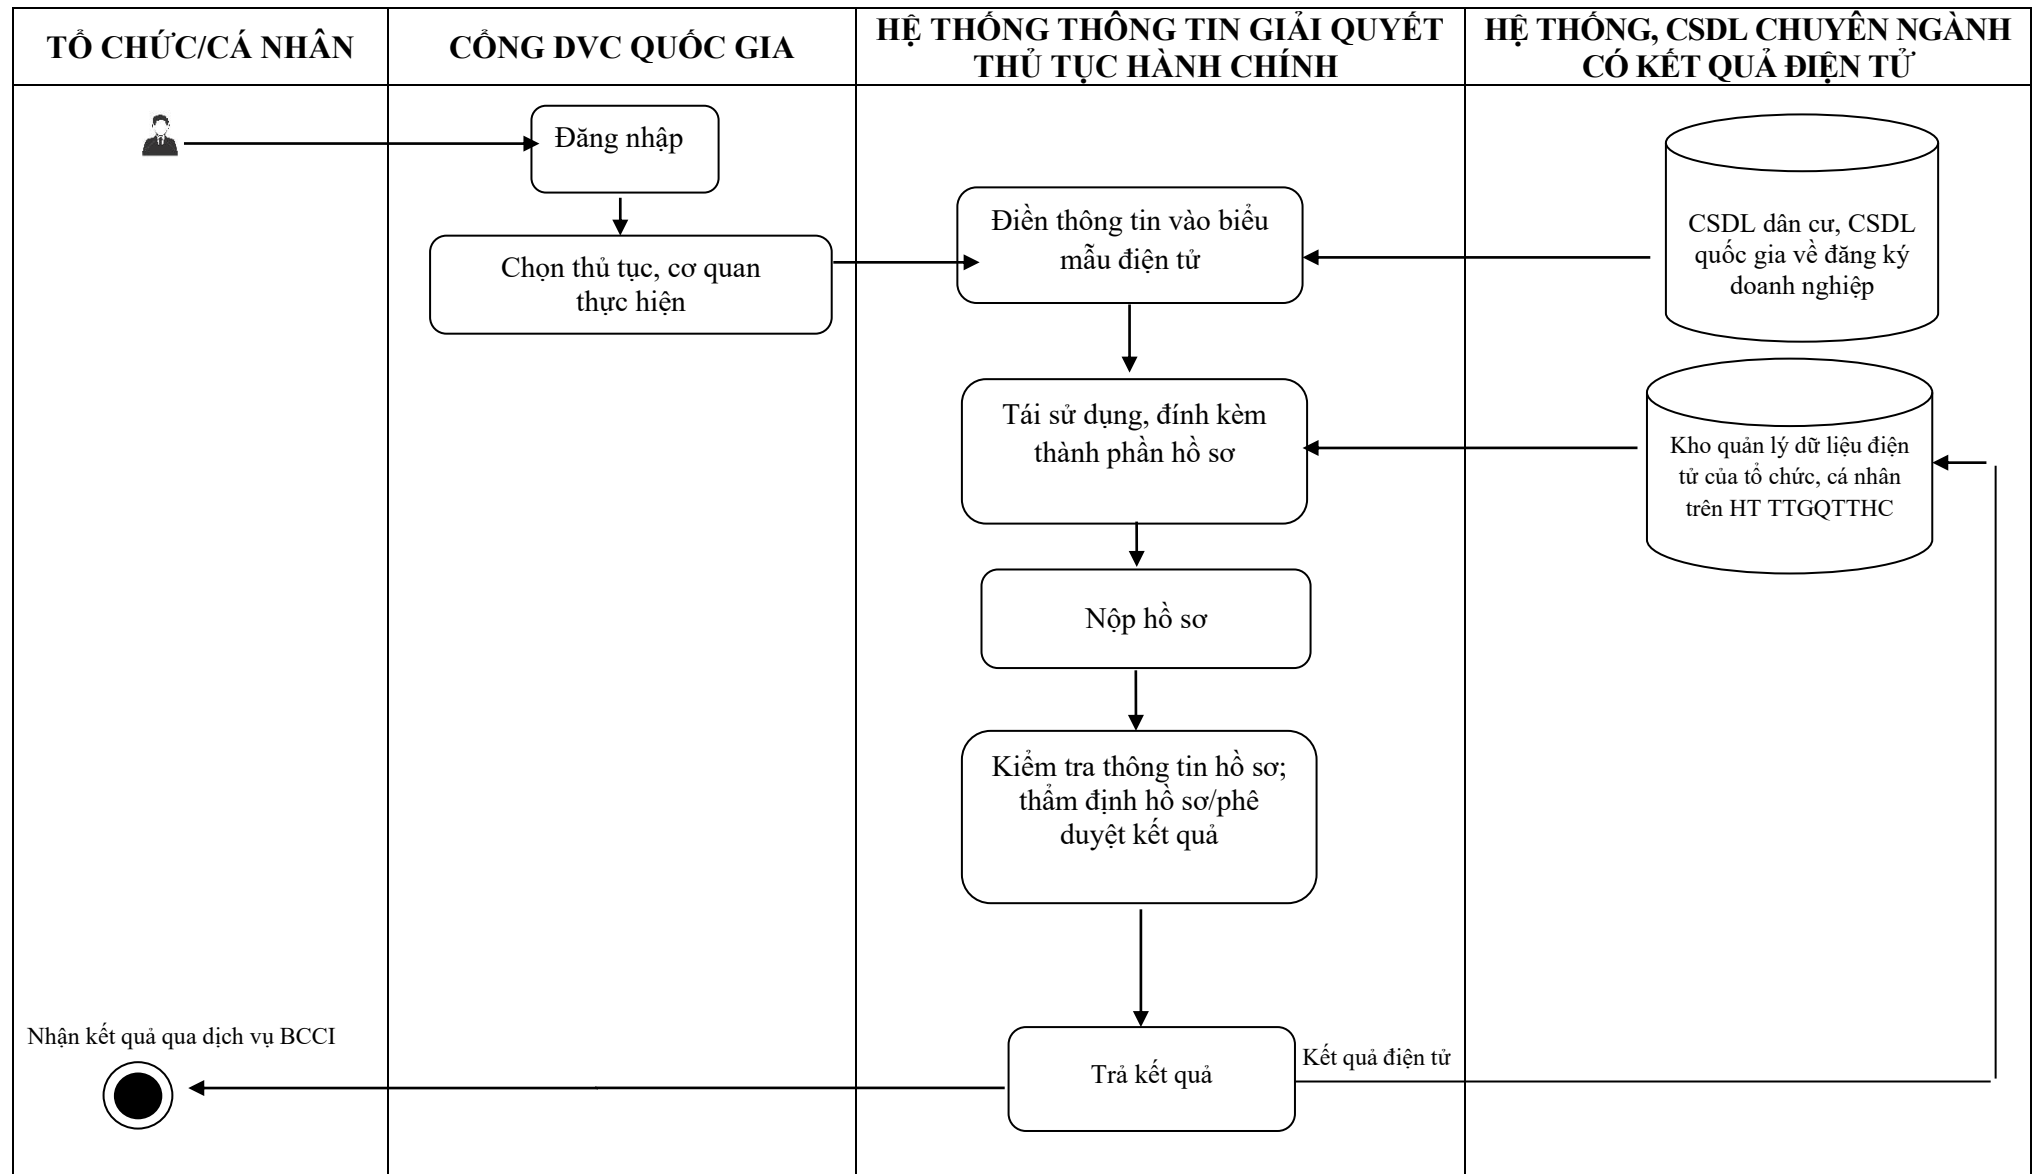 TỔ CHỨC/CÁ NHÂN
CỔNG DVC QUỐC GIA
HỆ THỐNG THÔNG TIN GIẢI QUYẾT
THỦ TỤC HÀNH CHÍNH
HỆ THỐNG, CSDL CHUYÊN NGÀNH
CÓ KẾT QUẢ ĐIỆN TỬ
Đăng nhập
Chọn thủ tục, cơ quan
thực hiện
Điền thông tin vào biểu
mẫu điện tử
CSDL dân cư, CSDL
quốc gia về đăng ký
doanh nghiệp
Tái sử dụng, đính kèm
thành phần hồ sơ
Kho quản lý dữ liệu điện
tử của tổ chức, cá nhân
trên HT TTGQTTHC
Nộp hồ sơ
Kiểm tra thông tin hồ sơ;
thẩm định hồ sơ/phê
duyệt kết quả
Nhận kết quả qua dịch vụ BCCI
Trả kết quả
Kết quả điện tử